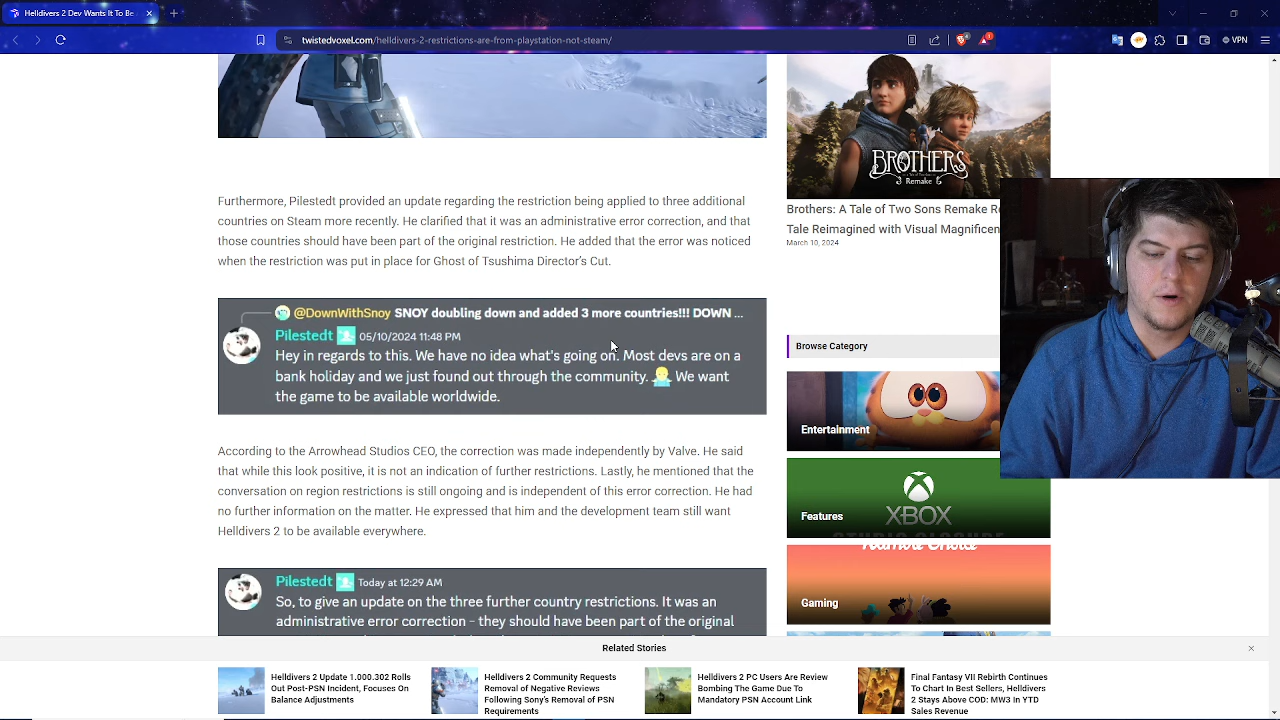 Helldivers 2 Dev Wants It To Be
twistedvoxel.com/helldivers-2-restrictions-are-from-playstation-not-steam/
VPN
Furthermore, Pilestedt provided an update regarding the restriction being applied to three additional
countries on Steam more recently. He clarified that it was an administrative error correction, and that
those countries should have been part of the original restriction. He added that the error was noticed
when the restriction was put in place for Ghost of Tsushima Director's Cut.
@DownWithSnoy SNOY doubling down and added 3 more countries!!! DOWN ...
Pilestedt 05/10/2024 11:48 PM
Hey in regards to this. We have no idea what's going on. Most devs are on a
bank holiday and we just found out through the community. We want
the game to be available worldwide.
According to the Arrowhead Studios CEO, the correction was made independently by Valve. He said
that while this look positive, it is not an indication of further restrictions. Lastly, he mentioned that the
conversation on region restrictions is still ongoing and is independent of this error correction. He had
no further information on the matter. He expressed that him and the development team still want
Helldivers 2 to be available everywhere.
Pilestedt Today at 12:29 AM
So, to give an update on the three further country restrictions. It was an
administrative error correction - they should have been part of the original
BROTHERS
Remake
Brothers: A Tale of Two Sons Remake Re
Tale Reimagined with Visual Magnificen
March 10, 2024
Browse Category
Entertainment
Features
XBOX
Gaming
Related Stories
Helldivers 2 Update 1.000.302 Rolls
Out Post-PSN Incident, Focuses On
Balance Adjustments
Helldivers 2 Community Requests
Removal of Negative Reviews
Following Sony's Removal of PSN
Requirements
Helldivers 2 PC Users Are Review
Bombing The Game Due To
Mandatory PSN Account Link
Final Fantasy VII Rebirth Continues
To Chart In Best Sellers, Helldivers
2 Stays Above COD: MW3 In YTD
Sales Revenue